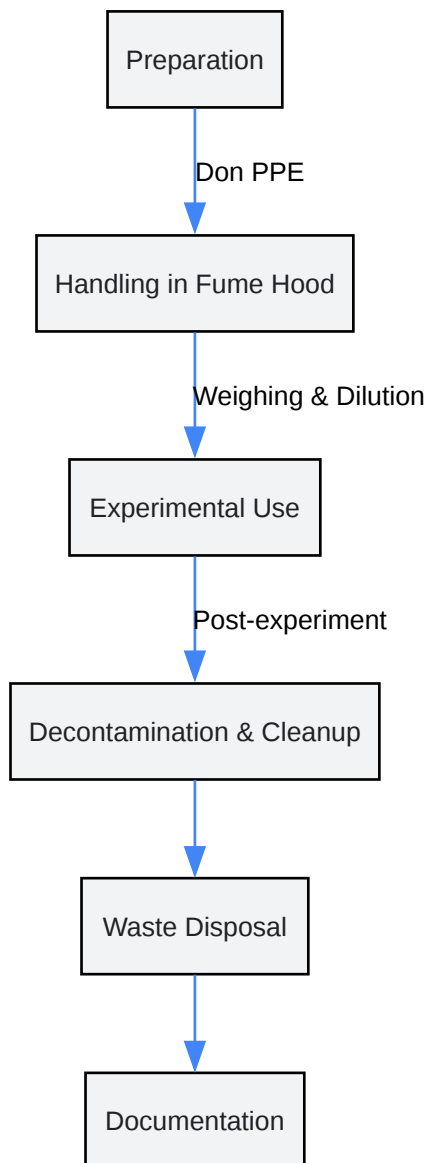 Preparation
Don PPE
Handling in Fume Hood
Weighing & Dilution
Experimental Use
Post-experiment
Decontamination & Cleanup
Waste Disposal
Documentation